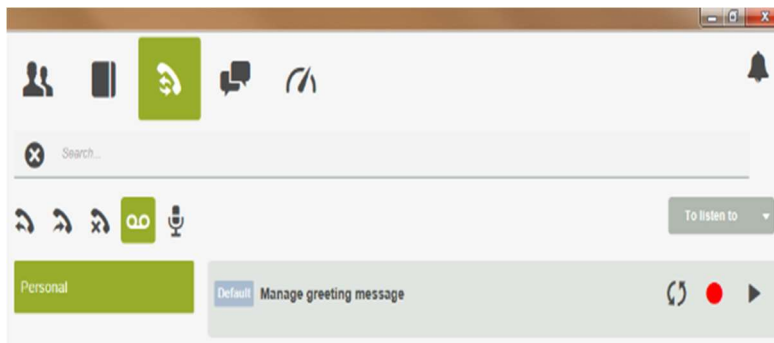 Search...
To listen to
Personal
Default Manage greeting message